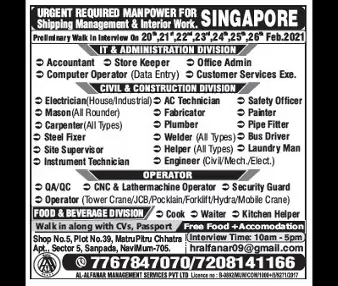 URGENT REQUIRED MANPOWER FOR
Shipping Management & Interior Work. SINGAPORE
Preliminary Walk in Interview On 20th,21st,22nd,23rd,24th,25th,26th Feb.2021
IT & ADMINISTRATION DIVISION
Accountant Store Keeper Office Admin
Computer Operator (Data Entry) Customer Services Exe.
CIVIL & CONSTRUCTION DIVISION
Electrician(House/Industrial) AC Technician Safety Officer
Mason(All Rounder) Fabricator Painter
Carpenter(All Types) Plumber Pipe Fitter
Steel Fixer Welder (All Types) Bus Driver
Site Supervisor Helper (All Types) Laundry Man
Instrument Technician Engineer (Civil/Mech./Elect.)
OPERATOR
QA/QC CNC & Lathermachine Operator Security Guard
Operator (Tower Crane/JCB/Pocklain/Forklift/Hydra/Mobile Crane)
FOOD & BEVERAGE DIVISION Cook Waiter Kitchen Helper
Walk in along with CVs, Passport Free Food +Accomodation
Shop No.5, Plot No.39, MatruPitru Chhatra Interview Time: 10am - 5pm
Apt., Sector 5, Sanpada, NaviMum-705. hralfanar09@gmail.com
7767847070/7208141166
AL-ALFANAR MANAGEMENT SERVICES PVT LTD